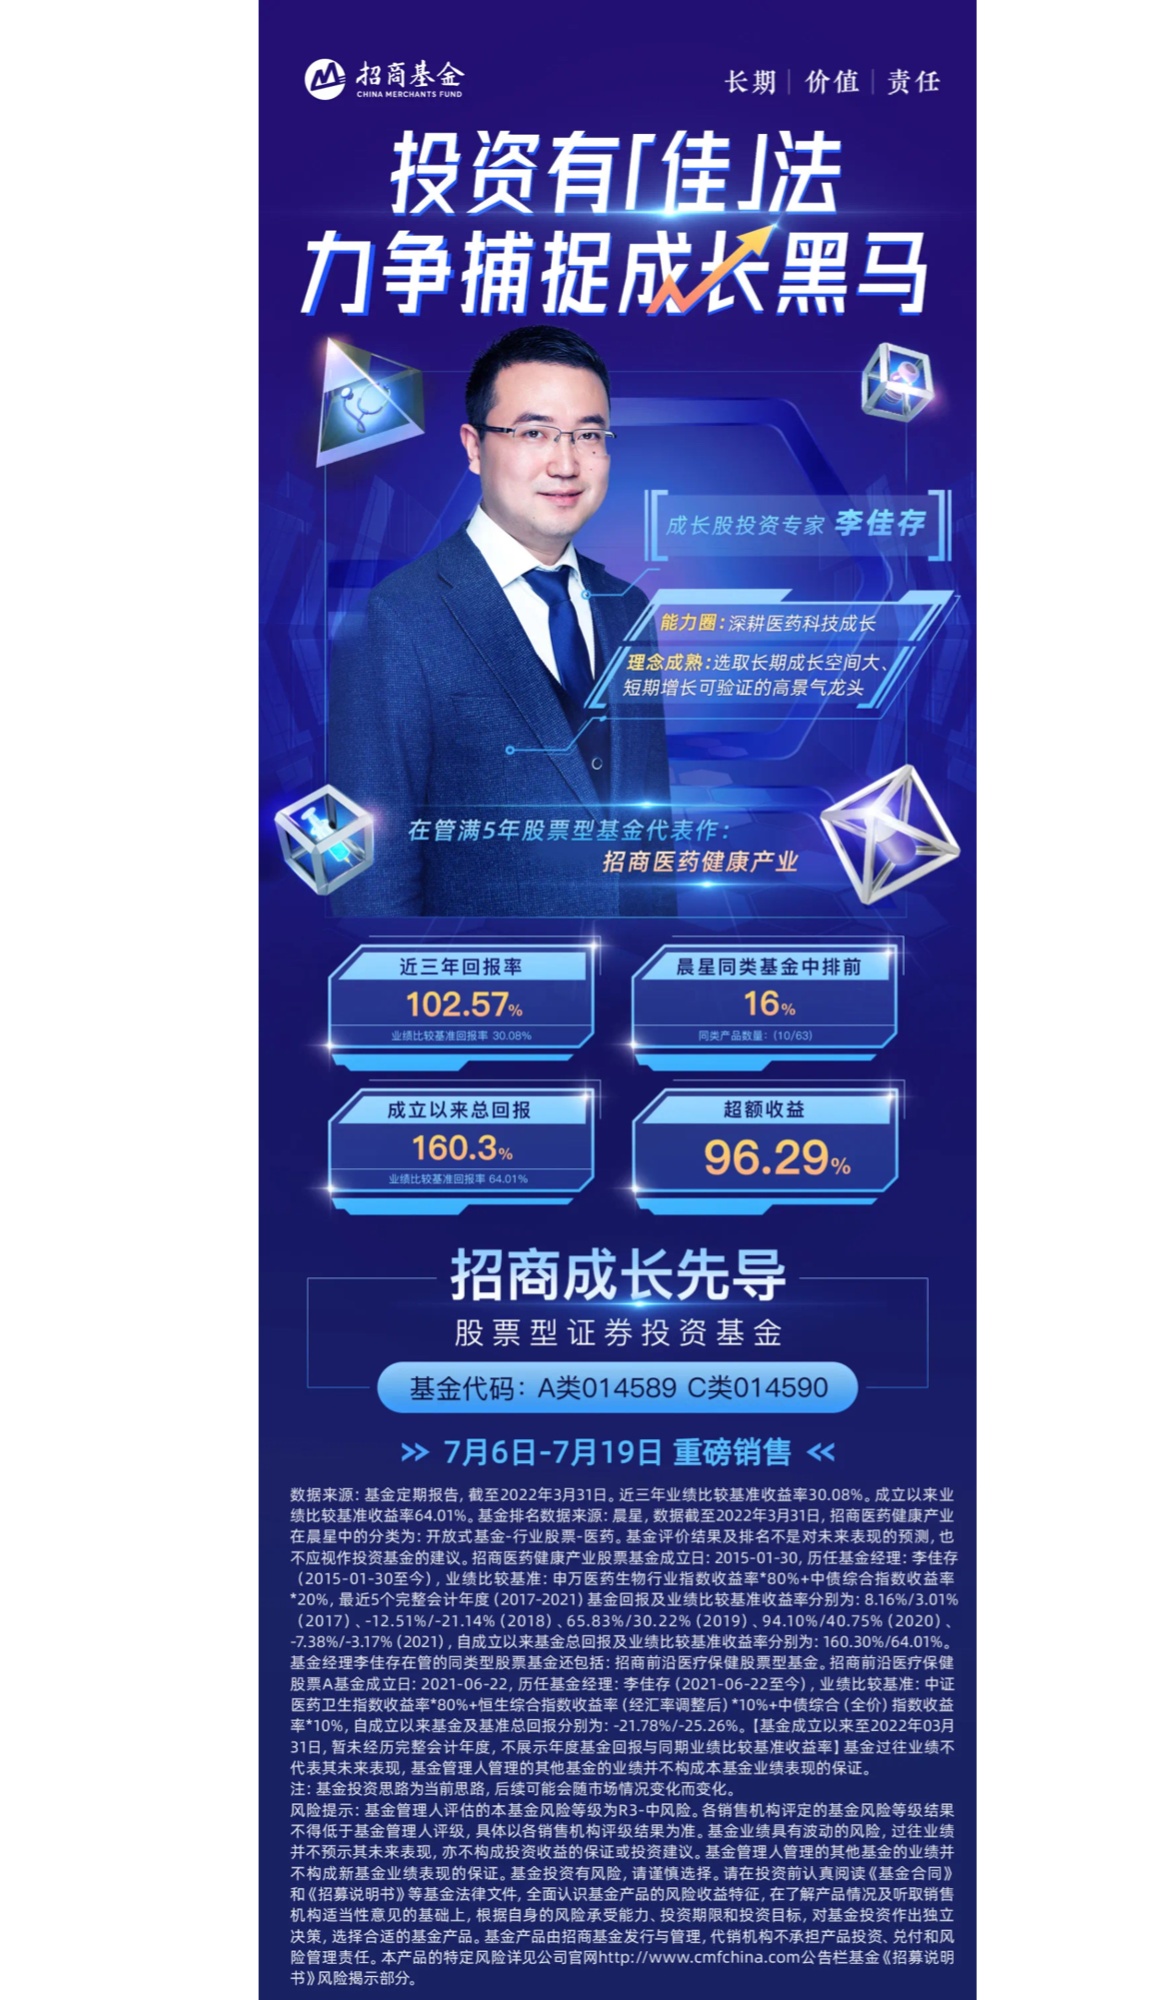 招商基金
CHINA MERCHANTS FUND
长期|价值|责任
投资有「佳」法
力争捕捉成长黑马
成长股投资专家 李佳存
能力圈：深耕医药科技成长
理念成熟：选取长期成长空间大、
短期增长可验证的高景气龙头
在管满5年股票型基金代表作：
招商医药健康产业
近三年回报率
102.57%
业绩比较基准回报率 30.08%
晨星同类基金中排前
16%
同类产品数量：(10/63)
成立以来总回报
160.3%
业绩比较基准回报率 64.01%
超额收益
96.29%
招商成长先导
股票型证券投资基金
基金代码：A类014589 C类014590
>> 7月6日-7月19日 重磅销售 <<
数据来源：基金定期报告，截至2022年3月31日。近三年业绩比较基准收益率30.08%。成立以来业
绩比较基准收益率64.01%。基金排名数据来源：晨星，数据截至2022年3月31日，招商医药健康产业
在晨星中的分类为：开放式基金-行业股票-医药。基金评价结果及排名不是对未来表现的预测，也
不应视作投资基金的建议。招商医药健康产业股票基金成立日：2015-01-30，历任基金经理：李佳存
（2015-01-30至今），业绩比较基准：申万医药生物行业指数收益率*80%+中债综合指数收益率
*20%，最近5个完整会计年度（2017-2021）基金回报及业绩比较基准收益率分别为：8.16%/3.01%
（2017）、-12.51%/-21.14%（2018）、65.83%/30.22%（2019）、94.10%/40.75%（2020）、
-7.38%/-3.17%（2021），自成立以来基金总回报及业绩比较基准收益率分别为：160.30%/64.01%。
基金经理李佳存在管的同类型股票基金还包括：招商前沿医疗保健股票型基金。招商前沿医疗保健
股票A基金成立日：2021-06-22，历任基金经理：李佳存（2021-06-22至今），业绩比较基准：中证
医药卫生指数收益率*80%+恒生综合指数收益率（经汇率调整后）*10%+中债综合（全价）指数收益
率*10%，自成立以来基金及基准总回报分别为：-21.78%/-25.26%。【基金成立以来至2022年03月
31日，暂未经历完整会计年度，不展示年度基金回报与同期业绩比较基准收益率】基金过往业绩不
代表其未来表现，基金管理人管理的其他基金的业绩并不构成本基金业绩表现的保证。
注：基金投资思路为当前思路，后续可能会随市场情况变化而变化。
风险提示：基金管理人评估的本基金风险等级为R3-中风险。各销售机构评定的基金风险等级结果
不得低于基金管理人评级，具体以各销售机构评级结果为准。基金业绩具有波动的风险，过往业绩
并不预示其未来表现，亦不构成投资收益的保证或投资建议。基金管理人管理的其他基金的业绩并
不构成新基金业绩表现的保证。基金投资有风险，请谨慎选择。请在投资前认真阅读《基金合同》
和《招募说明书》等基金法律文件，全面认识基金产品的风险收益特征，在了解产品情况及听取销售
机构适当性意见的基础上，根据自身的风险承受能力、投资期限和投资目标，对基金投资作出独立
决策，选择合适的基金产品。基金产品由招商基金发行与管理，代销机构不承担产品投资、兑付和风
险管理责任。本产品的特定风险详见公司官网http://www.cmfchina.com公告栏基金《招募说明
书》风险揭示部分。